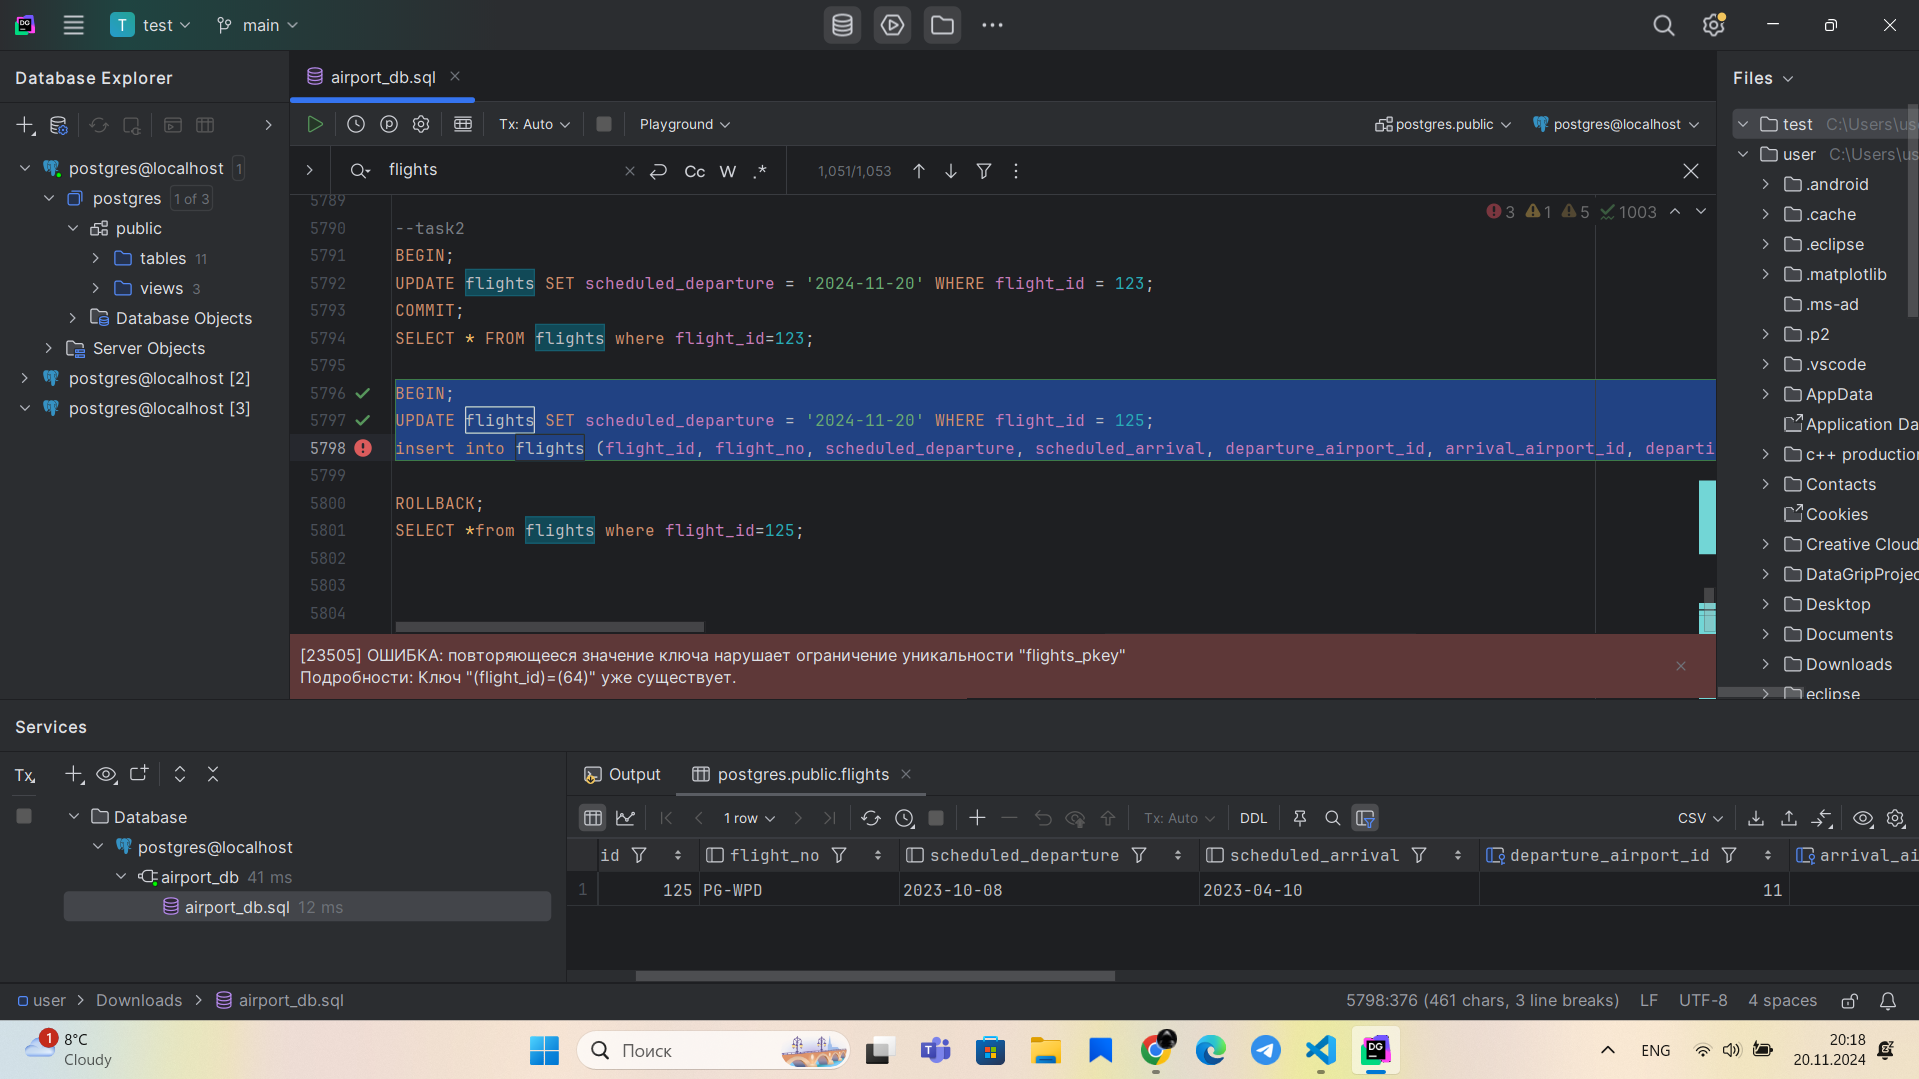 T test main
Database Explorer
airport_db.sql
Files
Tx: Auto Playground postgres.public postgres@localhost
flights Cc W .* 1,051/1,053
postgres@localhost 1
postgres 1 of 3
public
tables 11
views 3
Database Objects
Server Objects
postgres@localhost [2]
postgres@localhost [3]
3 1 5 1003
5789
5790 --task2
5791 BEGIN;
5792 UPDATE flights SET scheduled_departure = '2024-11-20' WHERE flight_id = 123;
5793 COMMIT;
5794 SELECT * FROM flights where flight_id=123;
5795
5796 BEGIN;
5797 UPDATE flights SET scheduled_departure = '2024-11-20' WHERE flight_id = 125;
5798 insert into flights (flight_id, flight_no, scheduled_departure, scheduled_arrival, departure_airport_id, arrival_airport_id, departi
5799
5800 ROLLBACK;
5801 SELECT *from flights where flight_id=125;
5802
5803
5804
[23505] ОШИБКА: повторяющееся значение ключа нарушает ограничение уникальности "flights_pkey"
Подробности: Ключ "(flight_id)=(64)" уже существует.
test C:\Users\us
user C:\Users\us
.android
.cache
.eclipse
.matplotlib
.ms-ad
.p2
.vscode
AppData
Application Da
c++ production
Contacts
Cookies
Creative Cloud
DataGripProjec
Desktop
Documents
Downloads
eclipse
Services
Tx
Database
postgres@localhost
airport_db 41 ms
airport_db.sql 12 ms
Output postgres.public.flights
1 row Tx: Auto DDL CSV
id flight_no scheduled_departure scheduled_arrival departure_airport_id arrival_ai
1 125 PG-WPD 2023-10-08 2023-04-10 11
user Downloads airport_db.sql
5798:376 (461 chars, 3 line breaks) LF UTF-8 4 spaces
1 8°C
Cloudy
Поиск
ENG
20:18
20.11.2024